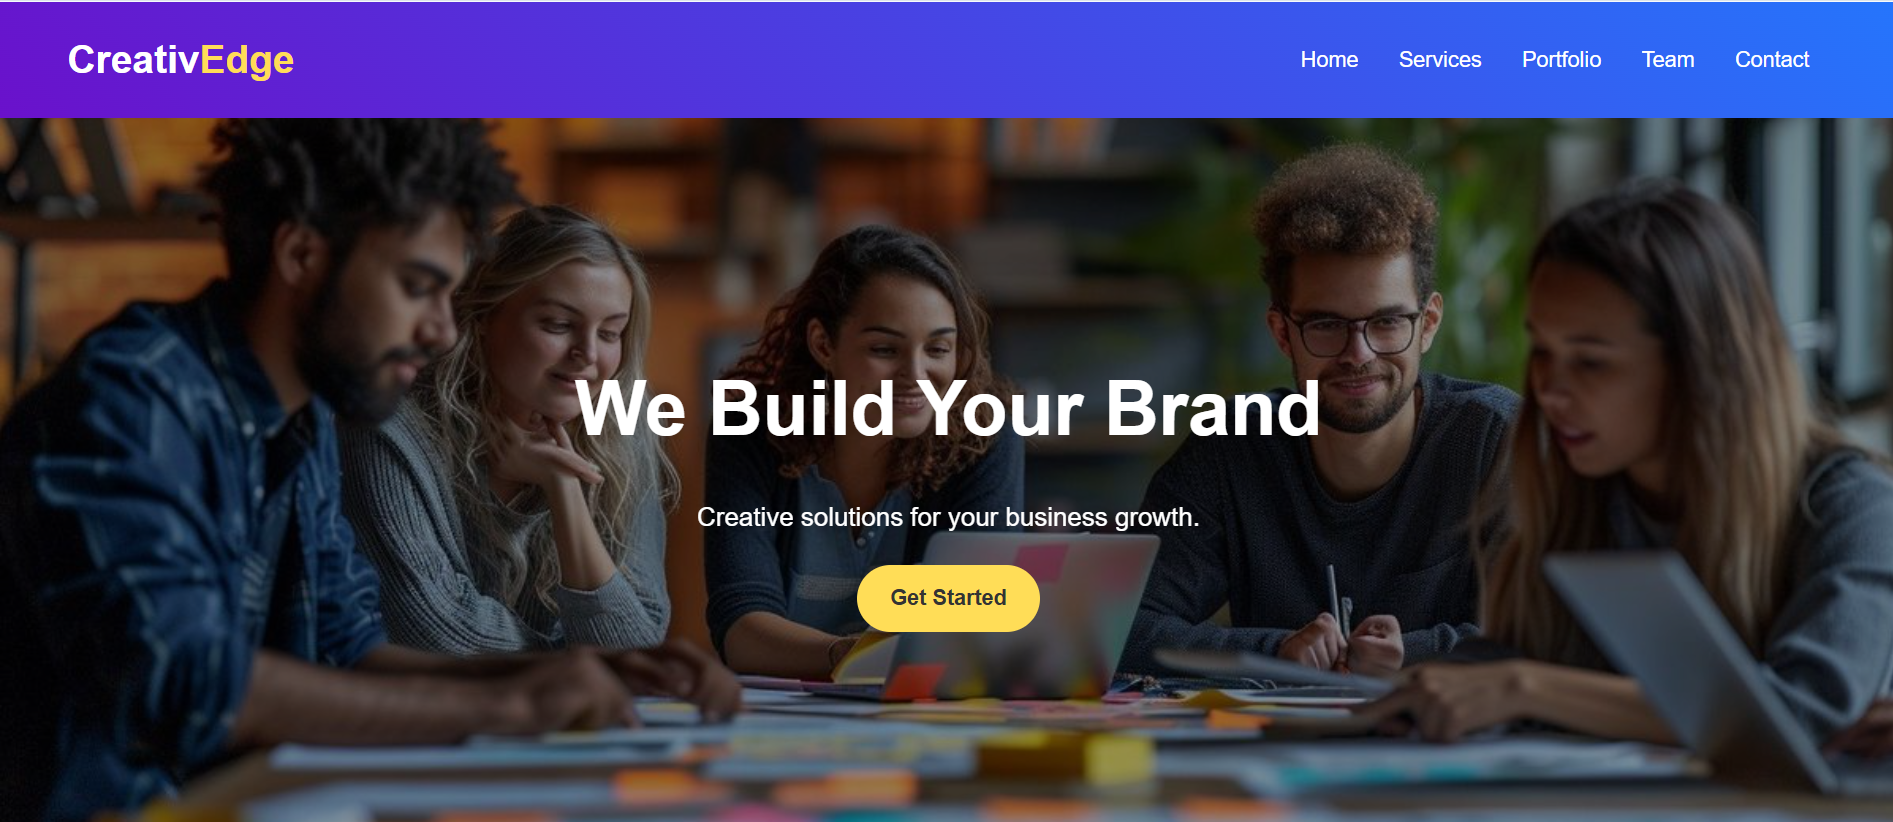 CreativEdge
Home Services Portfolio Team Contact
We Build Your Brand
Creative solutions for your business growth.
Get Started